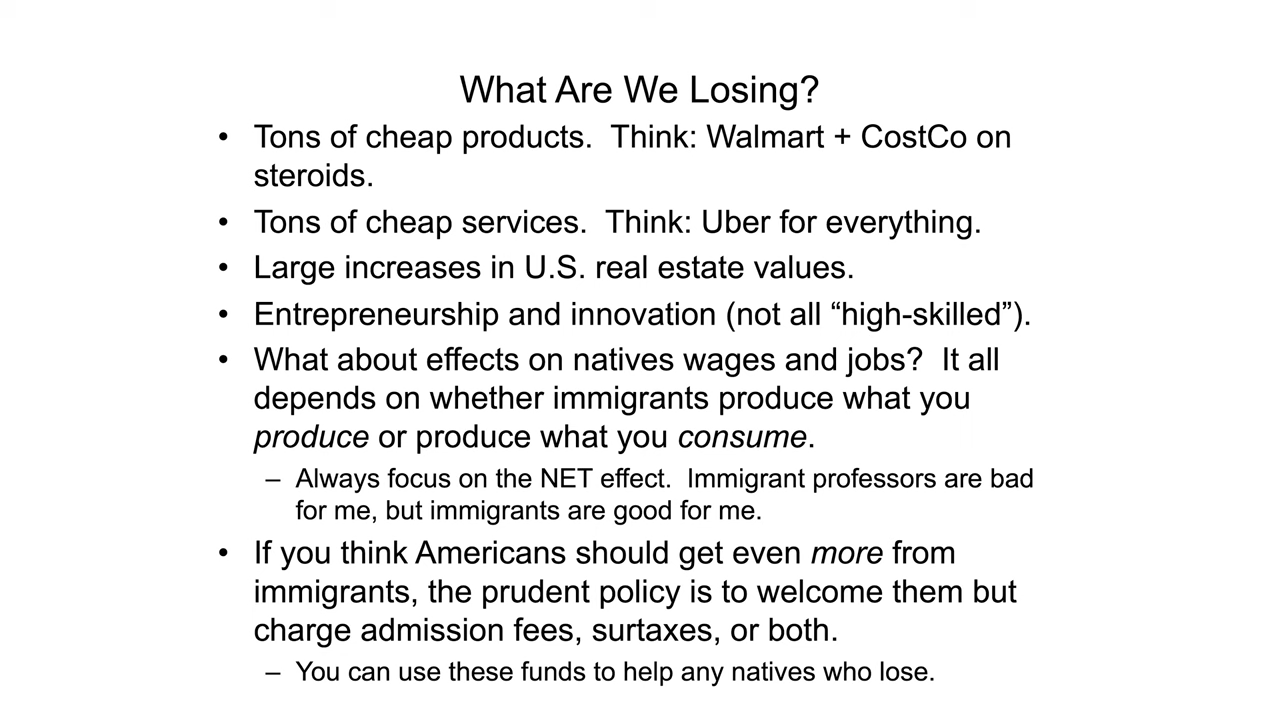 What Are We Losing?
• Tons of cheap products.  Think: Walmart + CostCo on
steroids.
• Tons of cheap services.  Think: Uber for everything.
• Large increases in U.S. real estate values.
• Entrepreneurship and innovation (not all “high-skilled”).
• What about effects on natives wages and jobs?  It all
depends on whether immigrants produce what you
produce or produce what you consume.
– Always focus on the NET effect.  Immigrant professors are bad
for me, but immigrants are good for me.
• If you think Americans should get even more from
immigrants, the prudent policy is to welcome them but
charge admission fees, surtaxes, or both.
– You can use these funds to help any natives who lose.